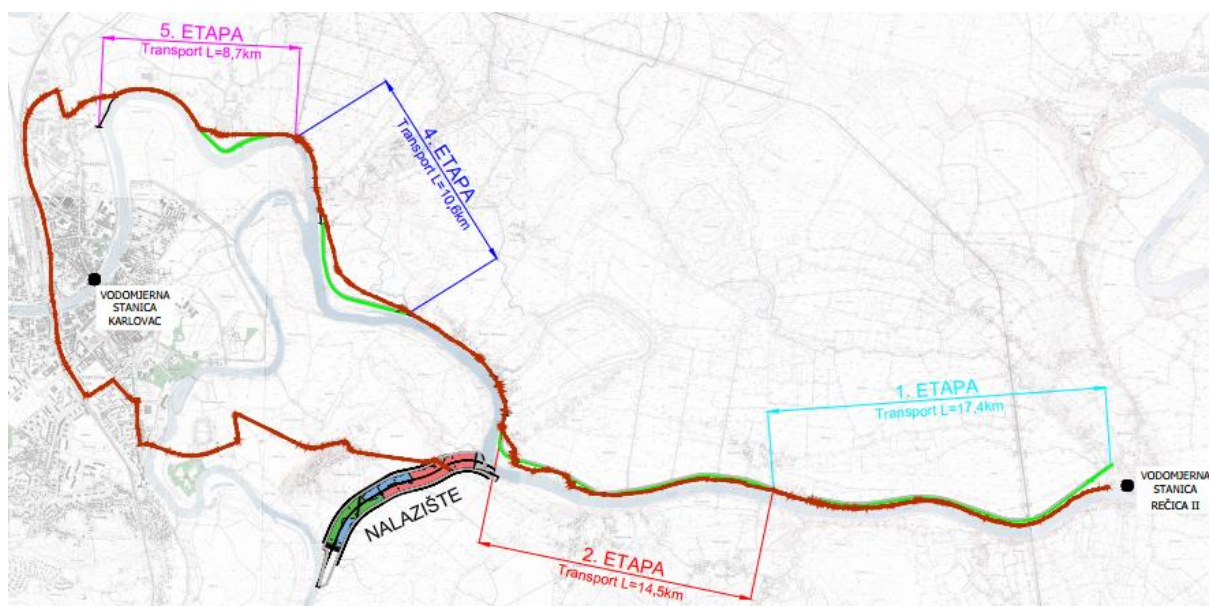 5. ETAPA
Transport L=8,7km
4. ETAPA
Transport L=10,6km
VODOMJERNA
STANICA
KARLOVAC
1. ETAPA
Transport L=17,4km
VODOMJERNA
STANICA
REČICA II
NALAZIŠTE
2. ETAPA
Transport L=14,5km